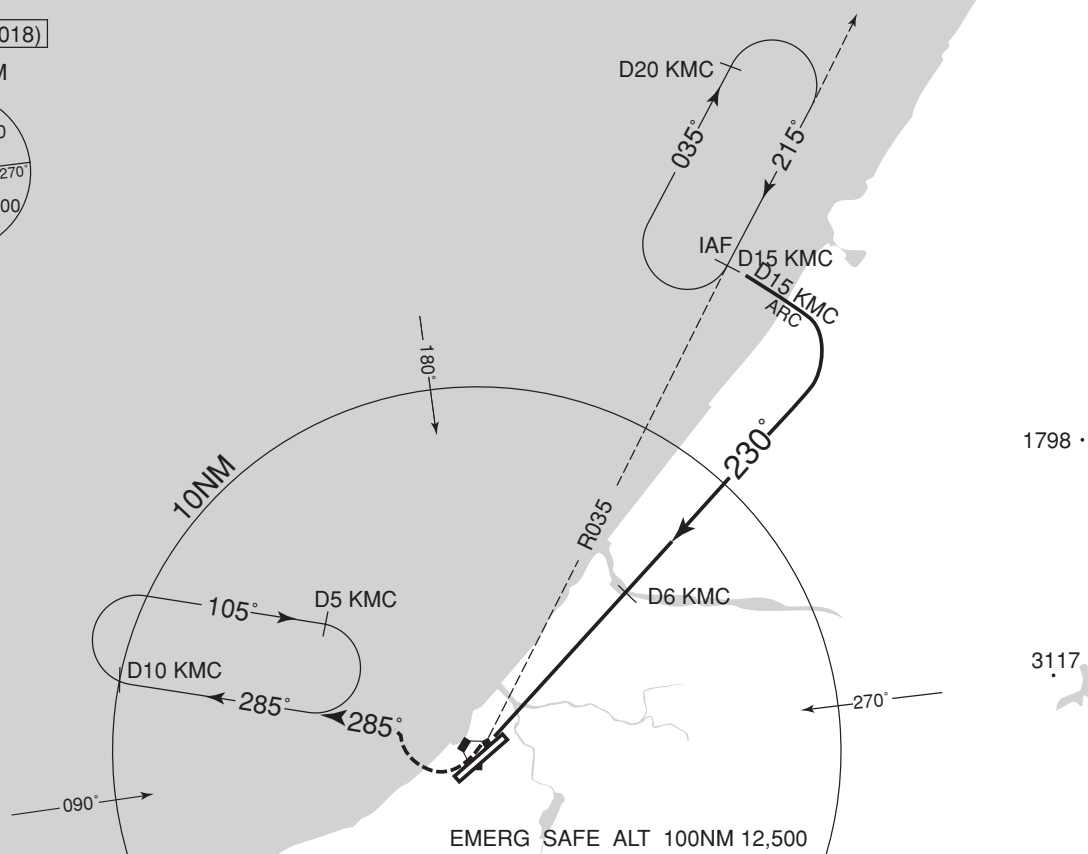 018)
M
0
270°
00
D20 KMC
035°
215°
IAF
D15 KMC
D15 KMC
ARC
180°
10NM
230°
1798
R035
D6 KMC
105°
D5 KMC
D10 KMC
285°
285°
3117
270°
090°
EMERG SAFE ALT 100NM 12,500